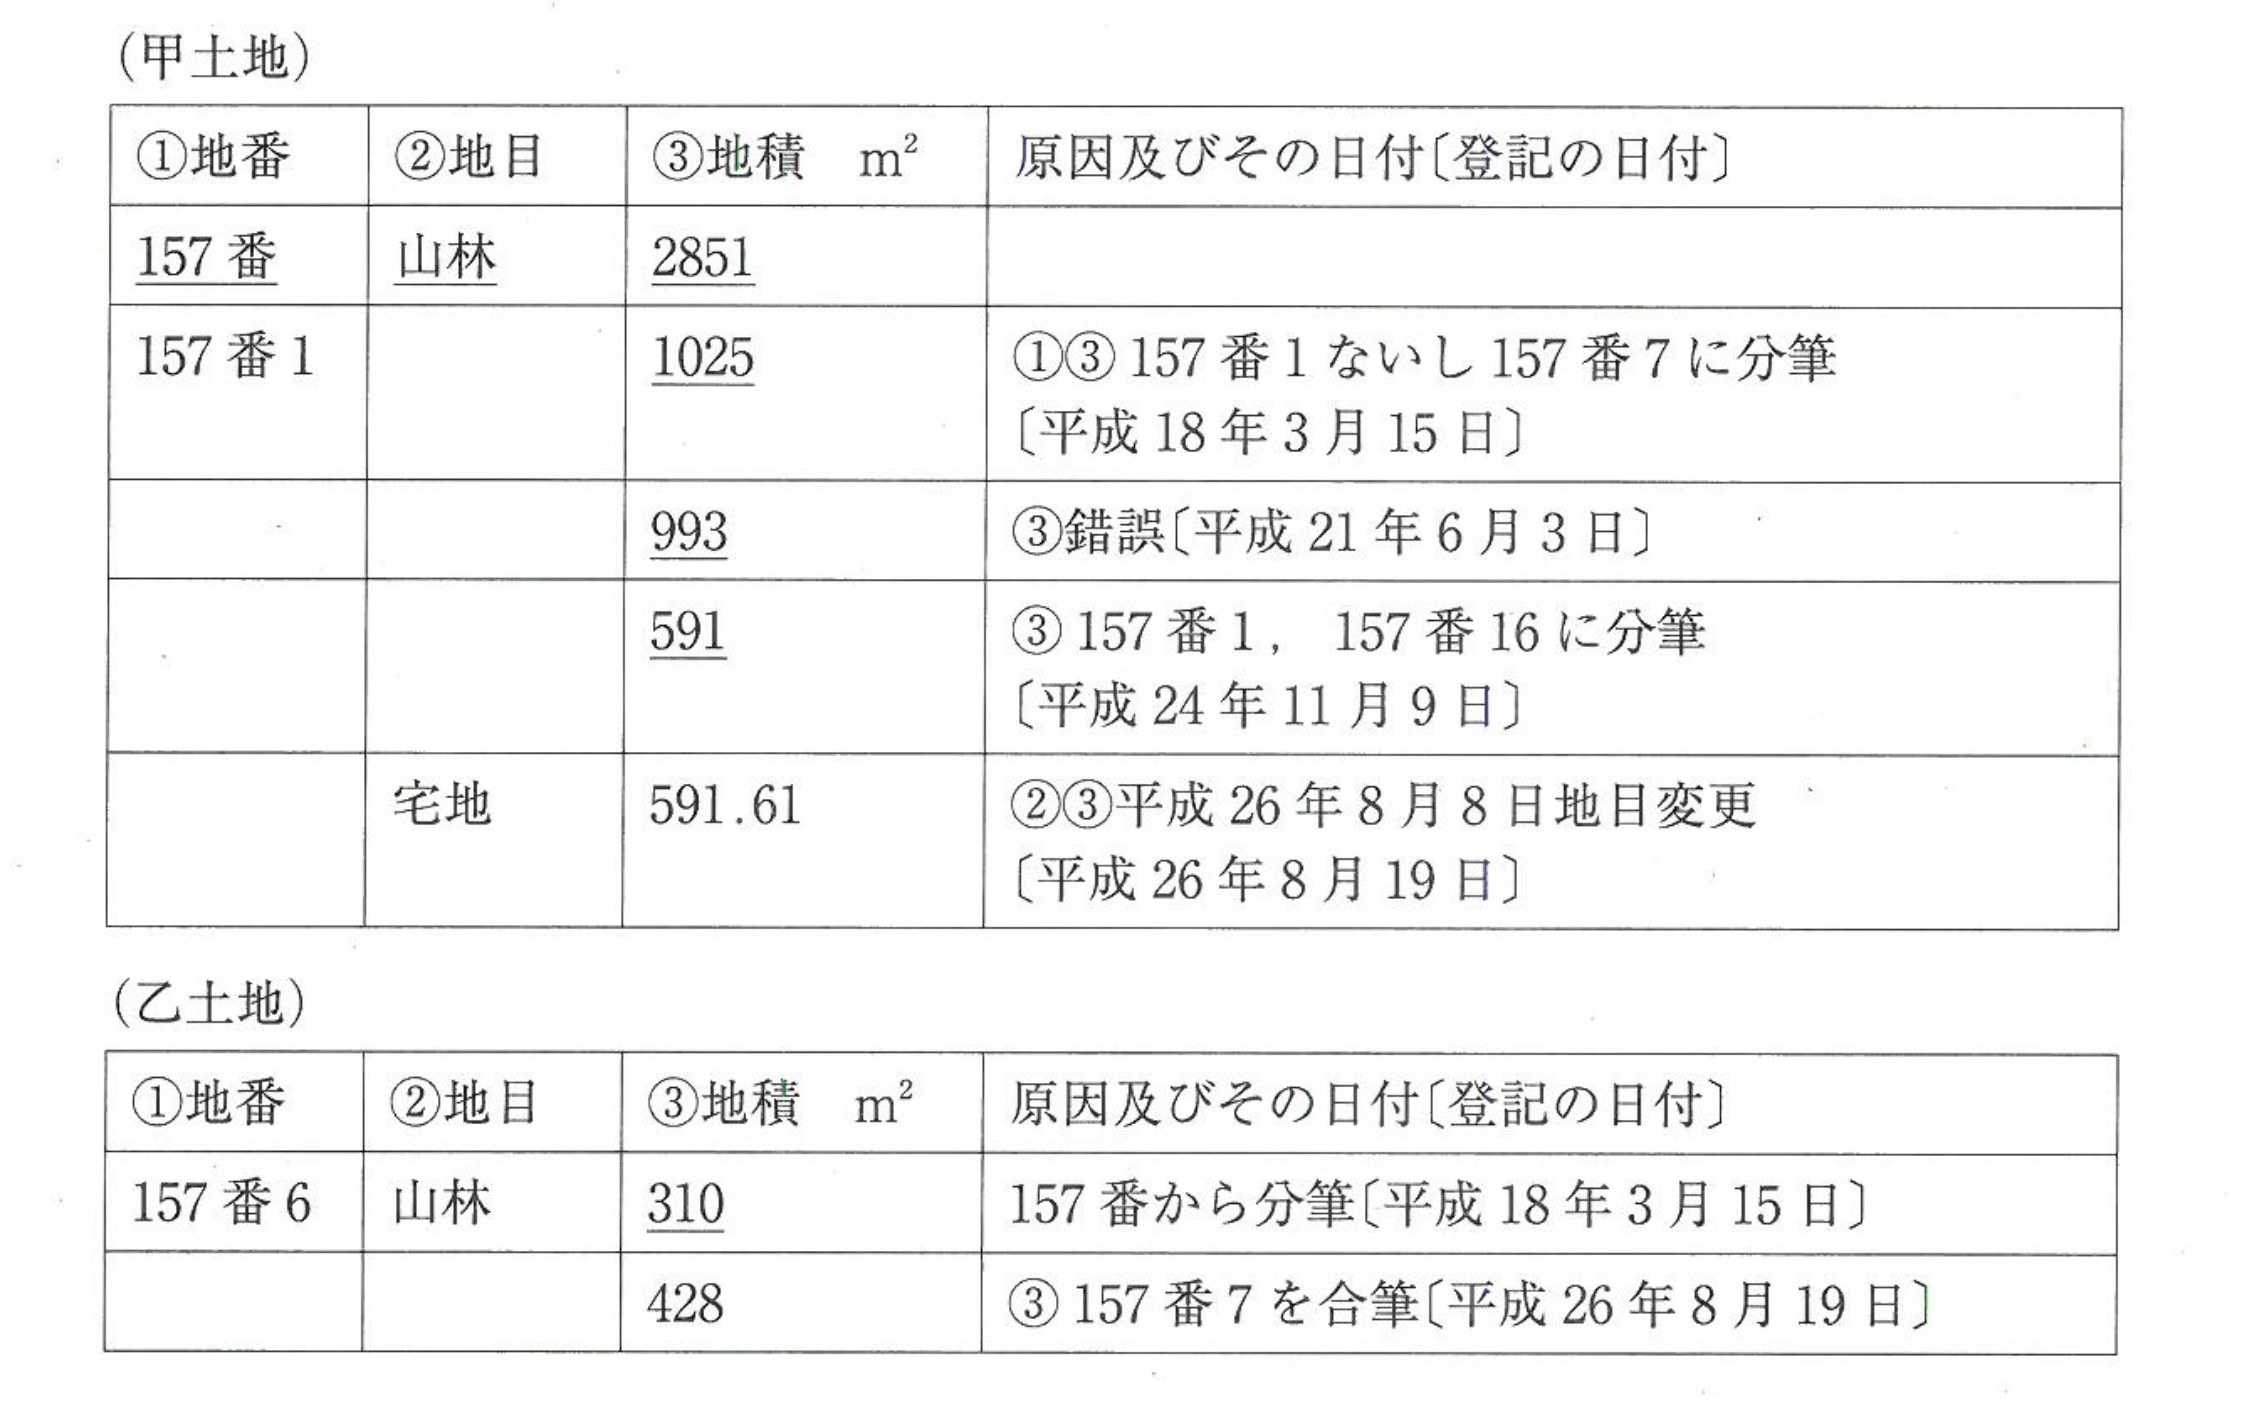 (甲土地)
①地番 ②地目 ③地積 m² 原因及びその日付〔登記の日付〕
157番 山林 2851
157番1 1025 ①③157番1ないし157番7に分筆
〔平成18年3月15日〕
993 ③錯誤〔平成21年6月3日〕
591 ③157番1, 157番16に分筆
〔平成24年11月9日〕
宅地 591.61 ②③平成26年8月8日地目変更
〔平成26年8月19日〕
(乙土地)
①地番 ②地目 ③地積 m² 原因及びその日付〔登記の日付〕
157番6 山林 310 157番から分筆〔平成18年3月15日〕
428 ③157番7を合筆〔平成26年8月19日〕